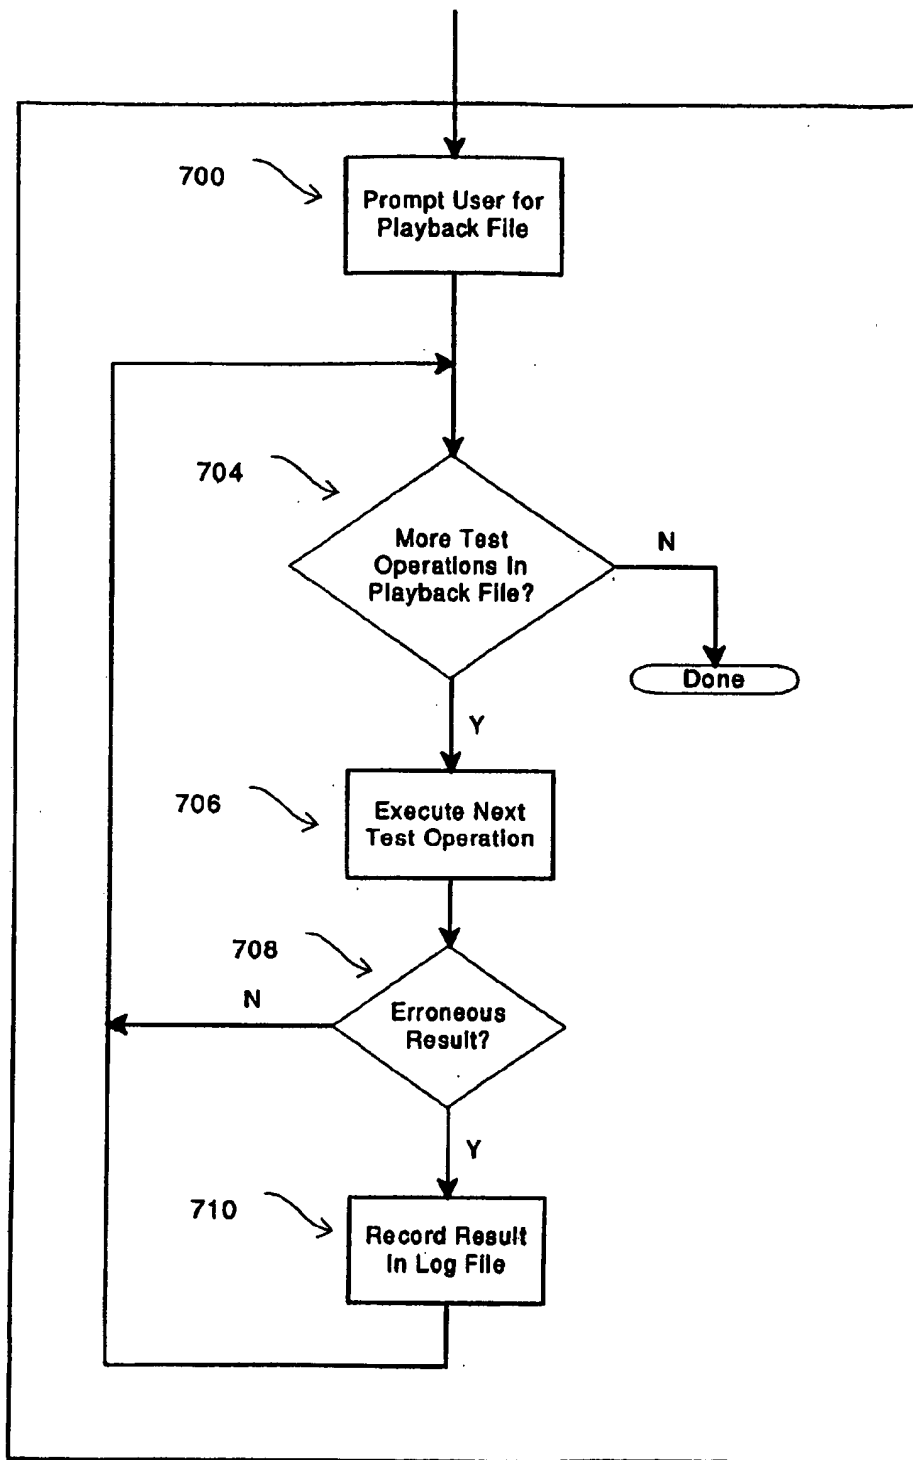 700
Prompt User for
Playback File
704
More Test
Operations In
Playback File?
N
Done
Y
706
Execute Next
Test Operation
708
N
Erroneous
Result?
Y
710
Record Result
In Log File